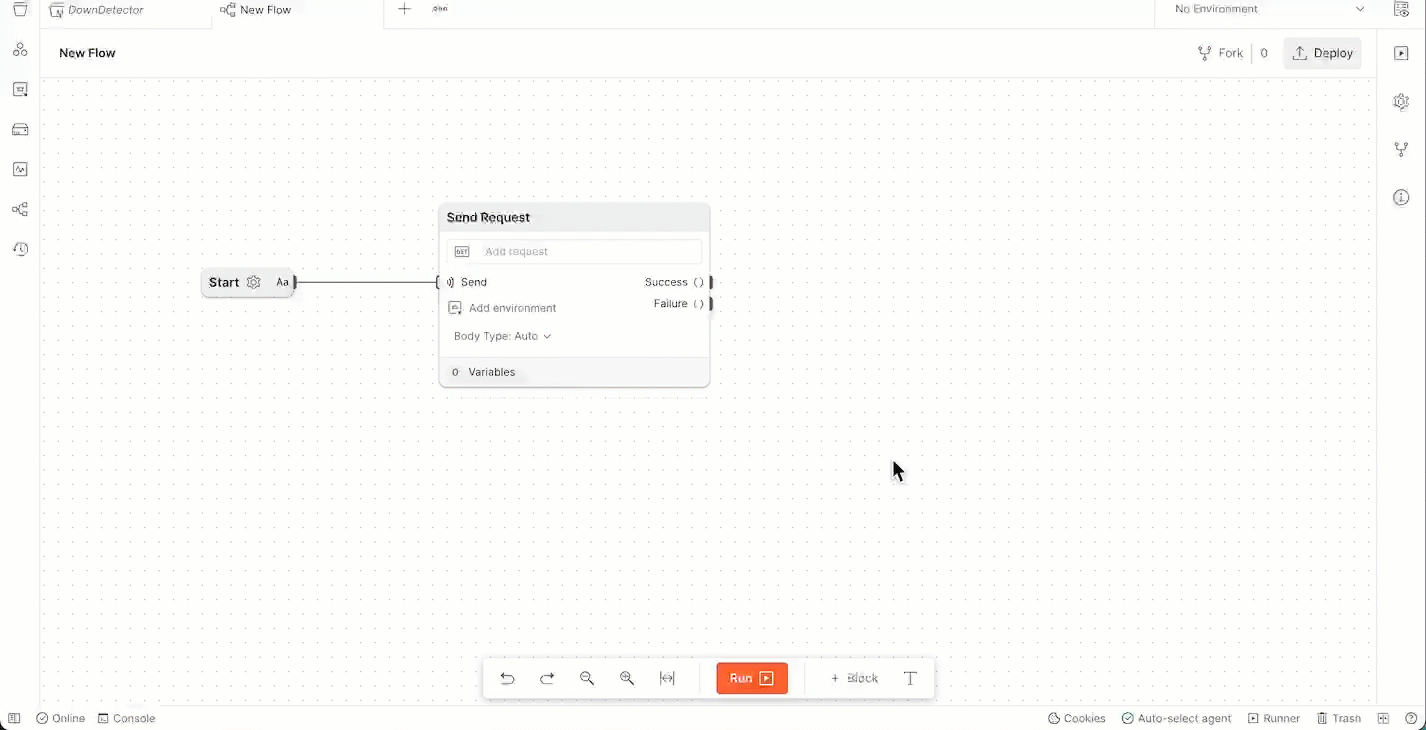 DownDetector
New Flow
No Environment
New Flow
Fork 0
Deploy
Send Request
GET Add request
Start Aa
Send
Success ()
Failure ()
Add environment
Body Type: Auto
0 Variables
Run
+ Block
T
Online
Console
Cookies
Auto-select agent
Runner
Trash